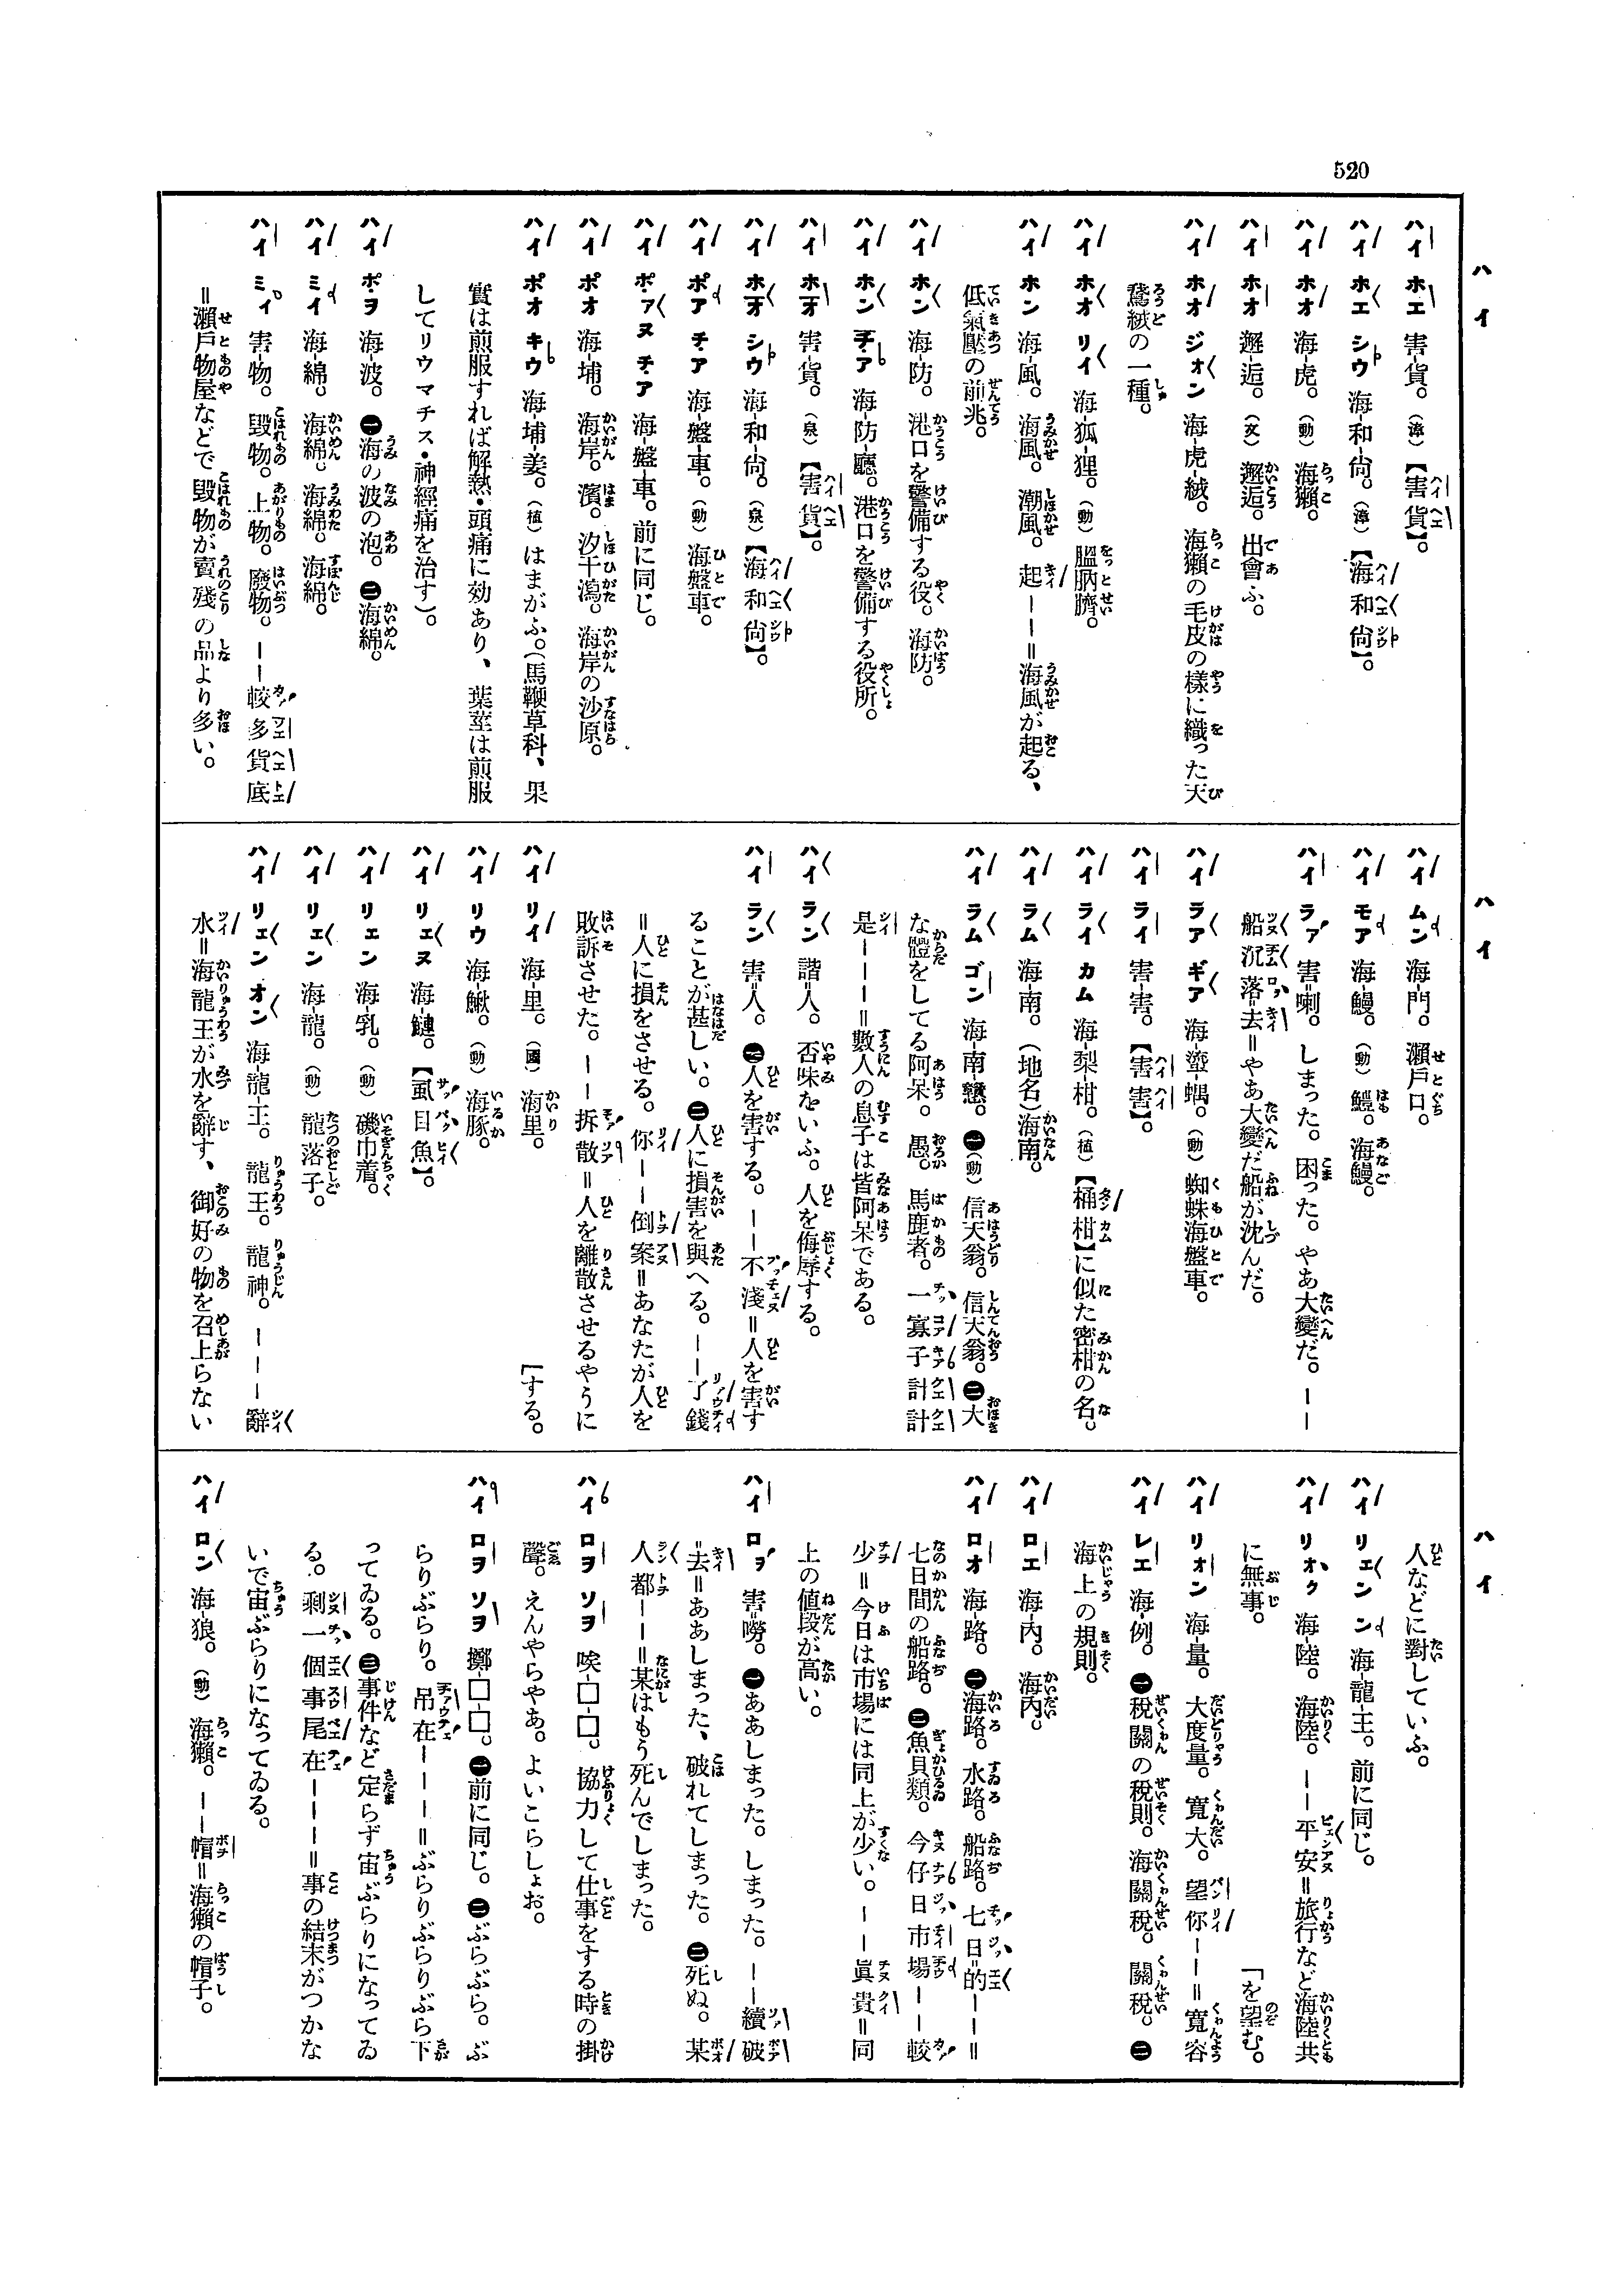 520
ハイ
ハイ ホエ 害-貨。（漳）【害貨】。
ハイ ホエ シウ 海-和-尙。（漳）【海和尙】。
ハイ ホオ 海-虎。（動）海獺。
ハイ ホオ 邂-逅。（文）邂逅。出會ふ。
ハイ ホオ ジオン 海-虎-絨。海獺の毛皮の樣に織った天
鵞絨の一種。
ハイ ホオ リイ 海-狐-狸。（動）膃肭臍。
ハイ ホン 海-風。海風。潮風。起——＝海風が起る、
低氣壓の前兆。
ハイ ホン 海-防。港口を警備する役。海防。
ハイ ホン チア 海-防-廳。港口を警備する役所。
ハイ ホオ 害-貨。（泉）【害貨】。
ハイ ホオ シウ 海-和-尙。（泉）【海和尙】。
ハイ ポア チア 海-盤-車。（動）海盤車。
ハイ ポアヌ チア 海-盤-車。前に同じ。
ハイ ポオ 海-埔。海岸。濱。汐干潟。海岸の沙原。
ハイ ポオ キウ 海-埔-姜。（植）はまがふ。（馬鞭草科、果
實は煎服すれば解熱・頭痛に効あり、葉莖は煎服
してリウマチス・神經痛を治す）。
ハイ ポヲ 海-波。㊀海の波の泡。㊁海綿。
ハイ ミイ 海-綿。海綿。海綿。海綿。
ハイ ミィ 害-物。毀物。上物。廢物。——較多貨底
＝瀨戶物屋などで毀物が賣殘の品より多い。
ハイ
ハイ ムン 海-門。瀨戶口。
ハイ モア 海-鰻。（動）鱧。海鰻。
ハイ ラァ 害＝喇。しまった。困った。やあ大變だ。——
船沉落＝去＝やあ大變だ船が沈んだ。
ハイ ラア ギア 海-蟧-蜈。（動）蜘蛛海盤車。
ハイ ライ 害-害。【害害】。
ハイ ライ カム 海-梨-柑。（植）【桶柑】に似た密柑の名。
ハイ ラム 海-南。（地名）海南。
ハイ ラム ゴン 海-南-戇。㊀（動）信天翁。信天翁。㊁大
な體をしてる阿呆。愚。馬鹿者。一寡子計計
是———＝數人の息子は皆阿呆である。
ハイ ラン 諧＝人。否味をいふ。人を侮辱する。
ハイ ラン 害＝人。㊀人を害する。——不淺＝人を害す
ることが甚しい。㊁人に損害を與へる。——了錢
＝人に損をさせる。你——倒案＝あなたが人を
敗訴させた。——拆散＝人を離散させるやうに
［する。
ハイ リイ 海-里。（國）海里。
ハイ リウ 海-鰍。（動）海豚。
ハイ リェヌ 海-鰱。【虱目魚】。
ハイ リェン 海-乳。（動）磯巾着。
ハイ リェン 海-龍。（動）龍落子。
ハイ リェン オン 海-龍-王。龍王。龍神。———辭
水＝海龍王が水を辭す、御好の物を召上らない
ハイ
人などに對していふ。
ハイ リェン ン 海-龍-王。前に同じ。
ハイ リオク 海-陸。海陸。——平安＝旅行など海陸共
に無事。
「を望む。
ハイ リオン 海-量。大度量。寬大。望你——＝寬容
ハイ レエ 海-例。㊀稅關の稅則。海關稅。關稅。㊁
海上の規則。
ハイ ロエ 海-內。海內。
ハイ ロオ 海-路。㊀海路。水路。船路。七日＝的——＝
七日間の船路。㊁魚貝類。今仔日市場——較
少＝今日は市場には同上が少い。——眞貴＝同
上の値段が高い。
ハイ ロヲ 害＝嘮。㊀ああしまった。しまった。——續破
＝去＝ああしまった、破れてしまった。㊁死ぬ。某
人都——＝某はもう死んでしまった。
ハイ ロヲ ソヲ 唉-□-□。協力して仕事をする時の掛
聲。えんやらやあ。よいこらしょお。
ハイ ロヲ ソヲ 擲-□-□。㊀前に同じ。㊁ぶらぶら。ぶ
らりぶらり。吊在———＝ぶらりぶらりぶら下
ってゐる。㊂事件など定らず宙ぶらりになってゐ
る。剩一個事尾在———＝事の結末がつかな
いで宙ぶらりになってゐる。
ハイ ロン 海-狼。（動）海獺。——帽＝海獺の帽子。